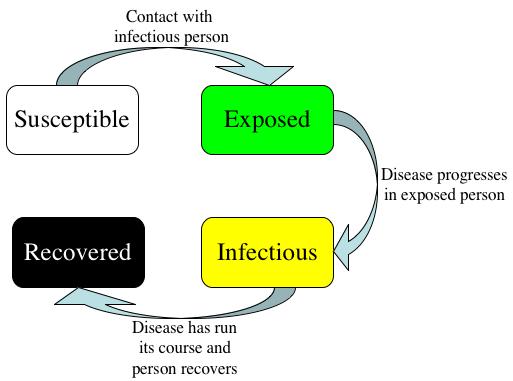 Contact with
infectious person
Susceptible
Exposed
Disease progresses
in exposed person
Recovered
Infectious
Disease has run
its course and
person recovers